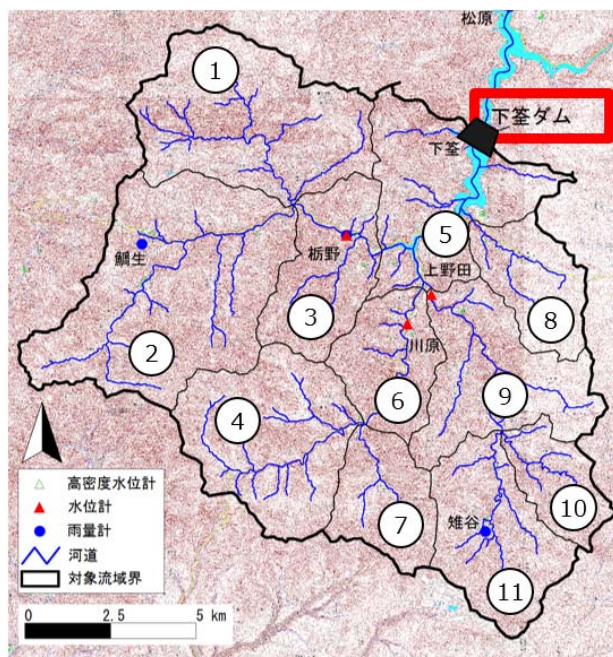 松原
①
下筌ダム
下筌
⑤
鯛生
栃野
上野田
⑧
③
川原
②
⑨
⑥
④
⑩
⑦
雉谷
⑪
高密度水位計
水位計
雨量計
河道
対象流域界
0 2.5 5 km